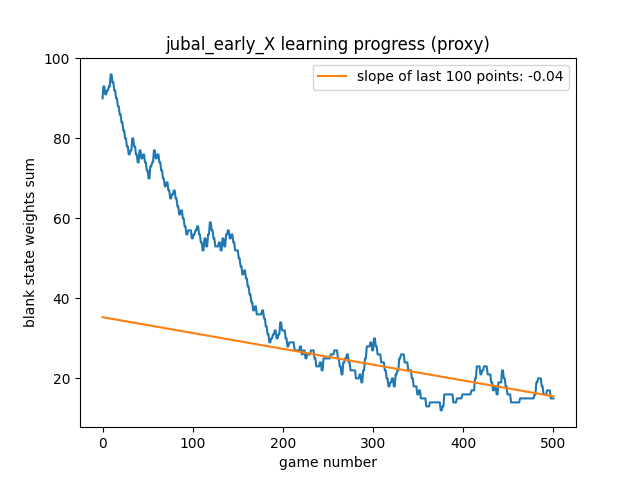 jubal_early_X learning progress (proxy)
slope of last 100 points: -0.04
blank state weights sum
100
80
60
40
20
0
100
200
300
400
500
game number